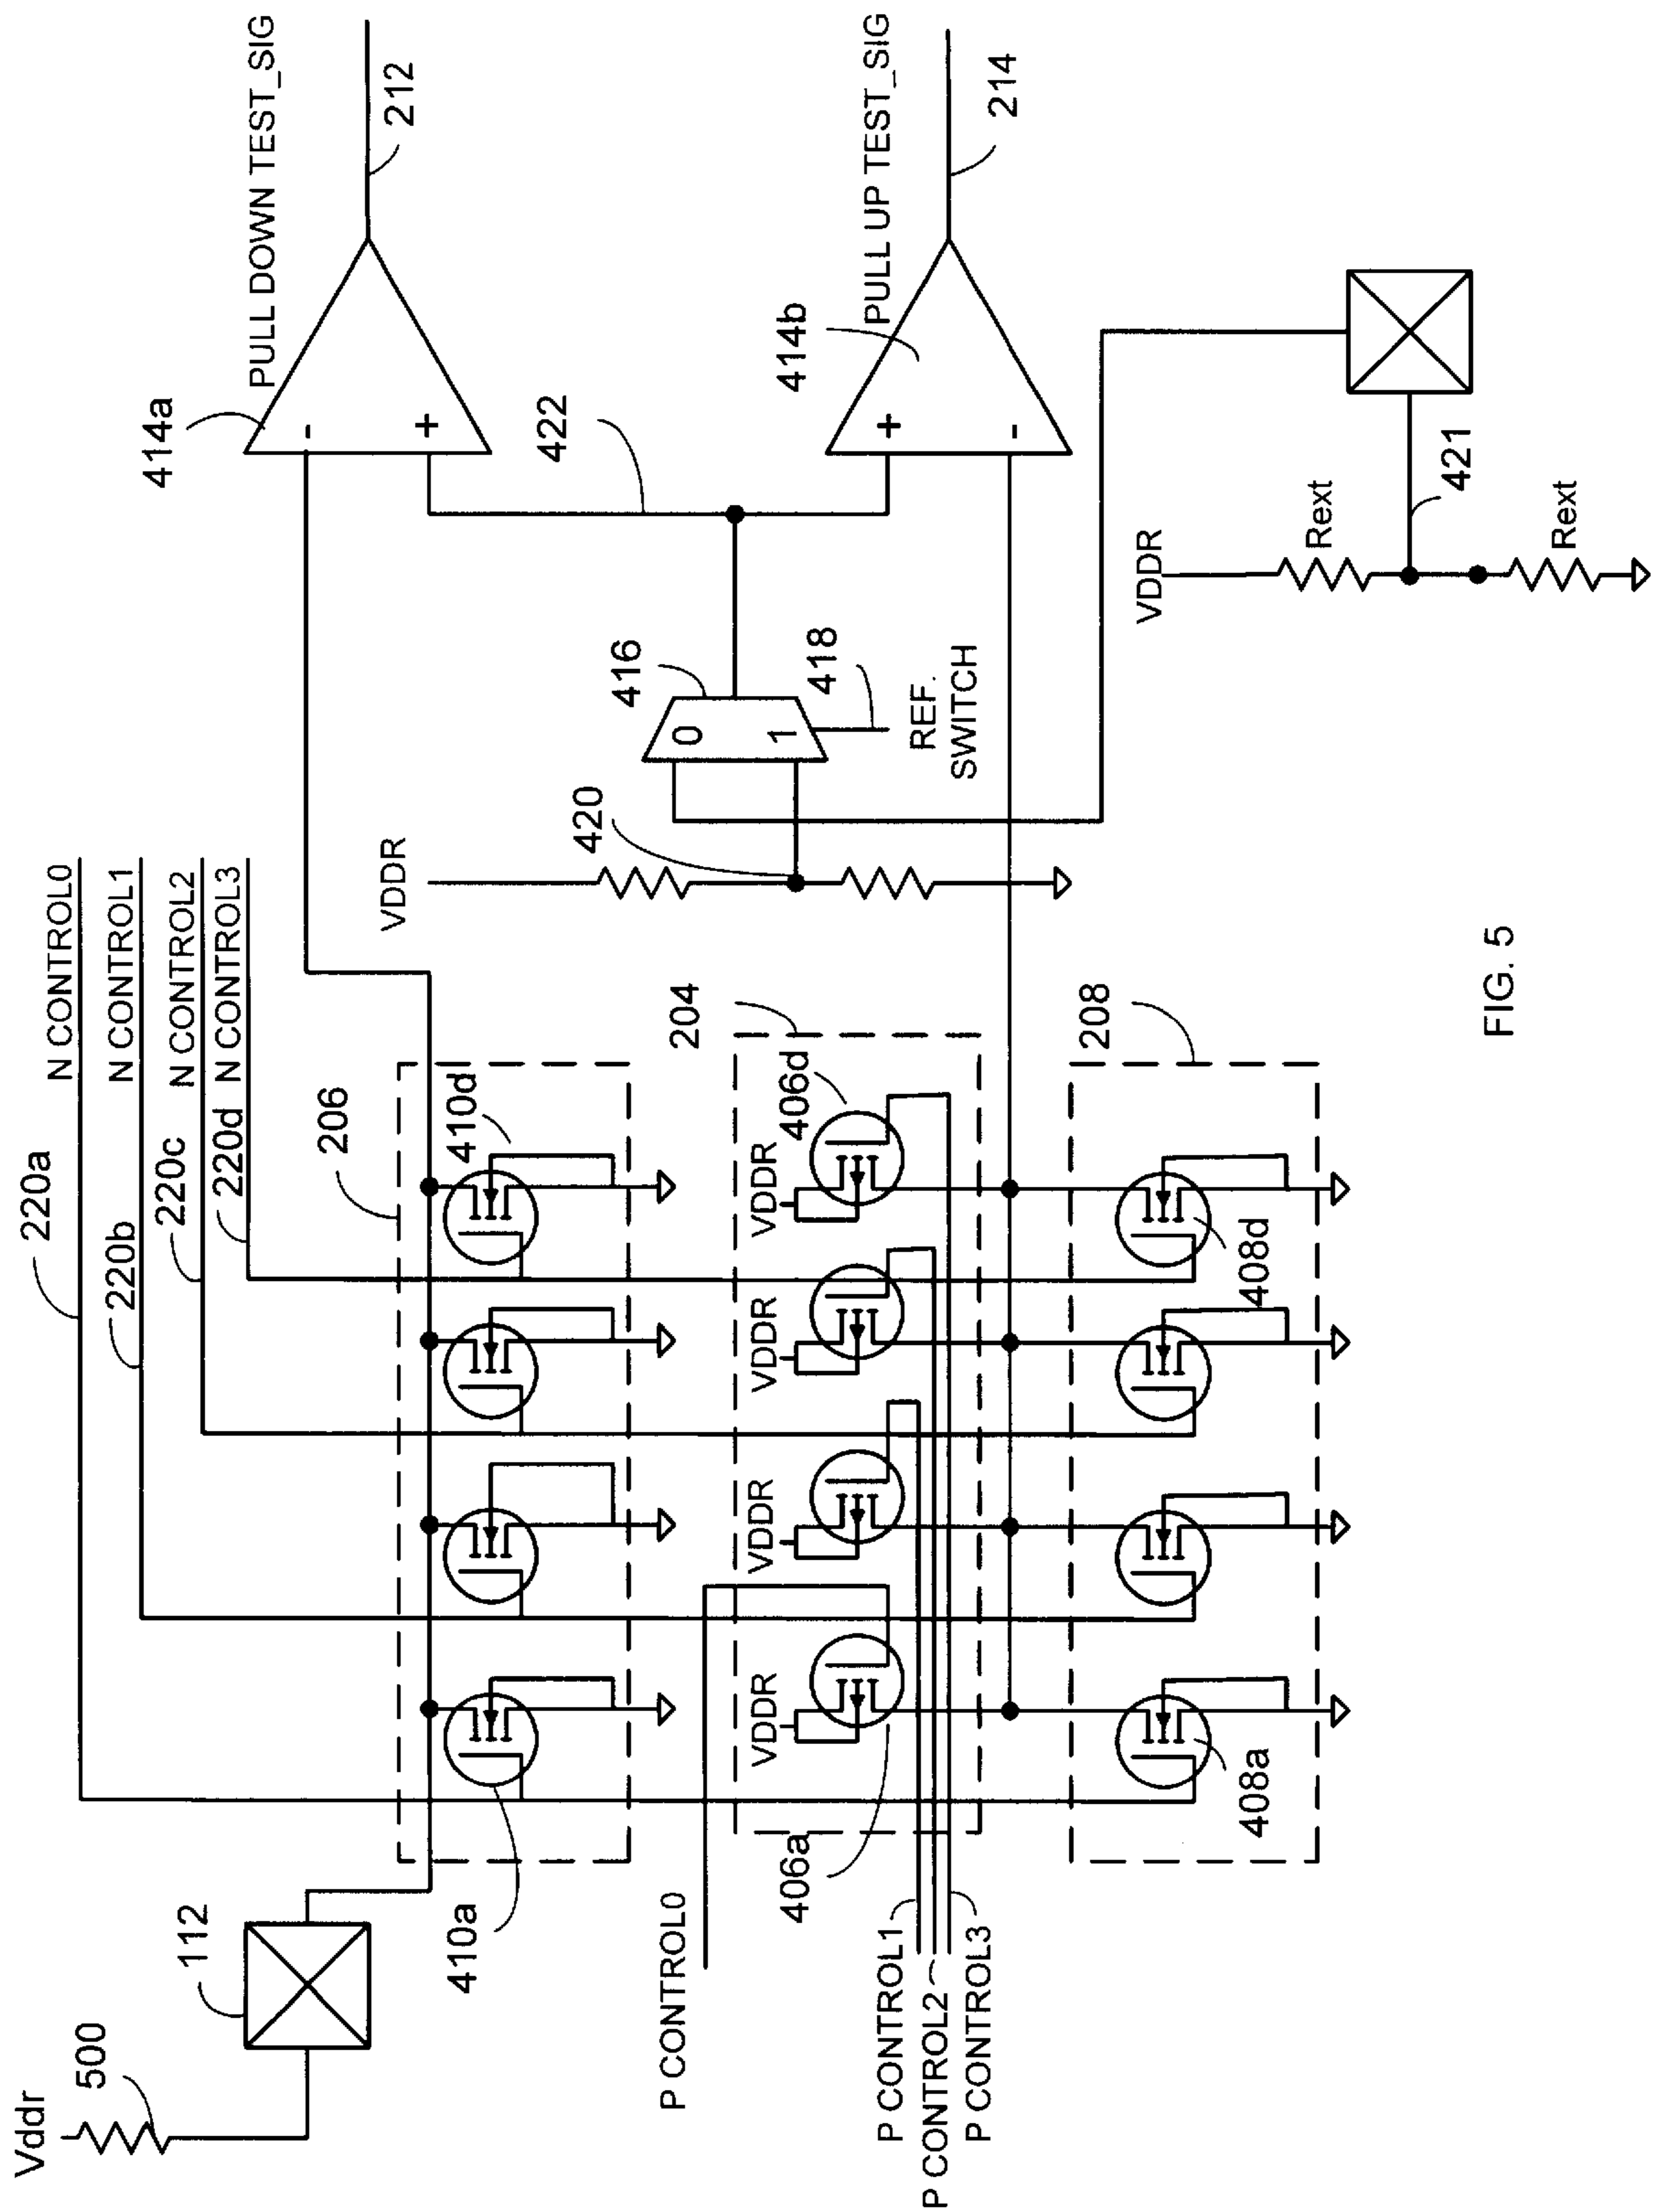 Vddr
500
112
220a
N CONTROL0
220b
N CONTROL1
220c
N CONTROL2
220d
N CONTROL3
206
410a
410d
VDDR
420
416
0
1
418
REF.
SWITCH
422
414a
-
+
PULL DOWN TEST_SIG
212
414b
+
-
PULL UP TEST_SIG
214
P CONTROL0
204
VDDR
VDDR
VDDR
VDDR
406a
406d
P CONTROL1
P CONTROL2
P CONTROL3
208
408a
408d
VDDR
Rext
421
Rext
FIG. 5